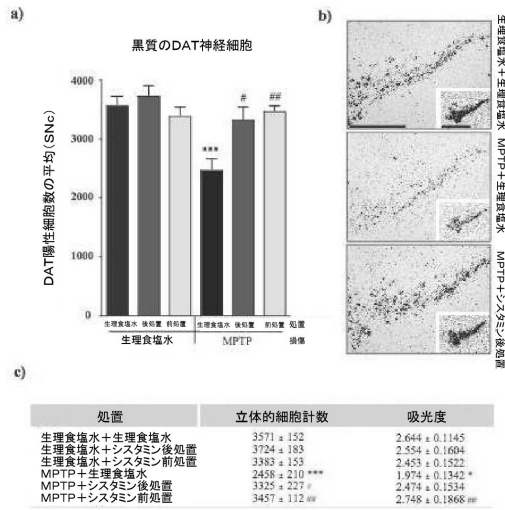 a)
黒質のDAT神経細胞
DAT陽性細胞数の平均(SNc)
4000
3000
2000
1000
0
***
#
##
生理食塩水 後処置 前処置 生理食塩水 後処置 前処置 処置
生理食塩水 MPTP 損傷
b)
生理食塩水+生理食塩水
MPTP+生理食塩水
MPTP+システミン後処置
c)
処置 立体的細胞計数 吸光度
生理食塩水+生理食塩水 3571 ± 152 2.644 ± 0.1145
生理食塩水+システミン後処置 3724 ± 183 2.554 ± 0.1604
生理食塩水+システミン前処置 3383 ± 153 2.453 ± 0.1522
MPTP+生理食塩水 2458 ± 210 *** 1.974 ± 0.1342 *
MPTP+システミン後処置 3325 ± 227 # 2.474 ± 0.1534
MPTP+システミン前処置 3457 ± 112 ## 2.748 ± 0.1868 ##